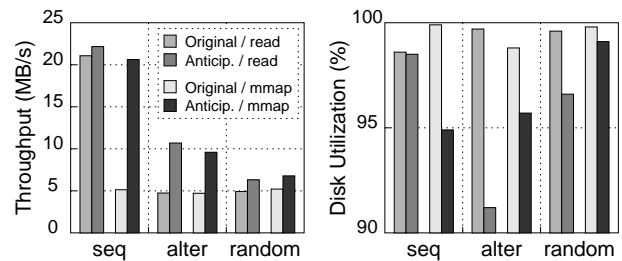 Throughput (MB/s)
25
20
15
10
5
0
Original / read
Anticip. / read
Original / mmap
Anticip. / mmap
seq alter random
Disk Utilization (%)
100
95
90
seq alter random